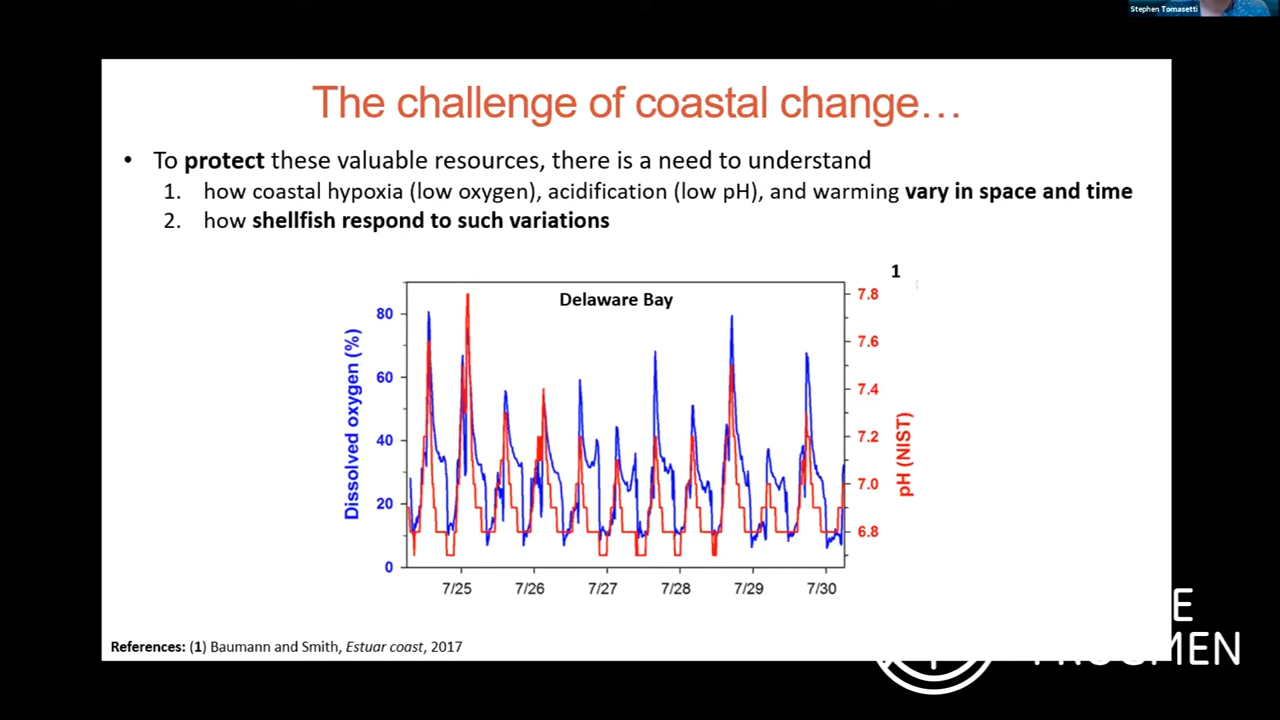 Stephen Tomasetti
The challenge of coastal change…
• To protect these valuable resources, there is a need to understand
1. how coastal hypoxia (low oxygen), acidification (low pH), and warming vary in space and time
2. how shellfish respond to such variations
1
Delaware Bay
Dissolved oxygen (%)
80
60
40
20
0
7.8
7.6
7.4
7.2
7.0
6.8
pH (NIST)
7/25 7/26 7/27 7/28 7/29 7/30
References: (1) Baumann and Smith, Estuar coast, 2017